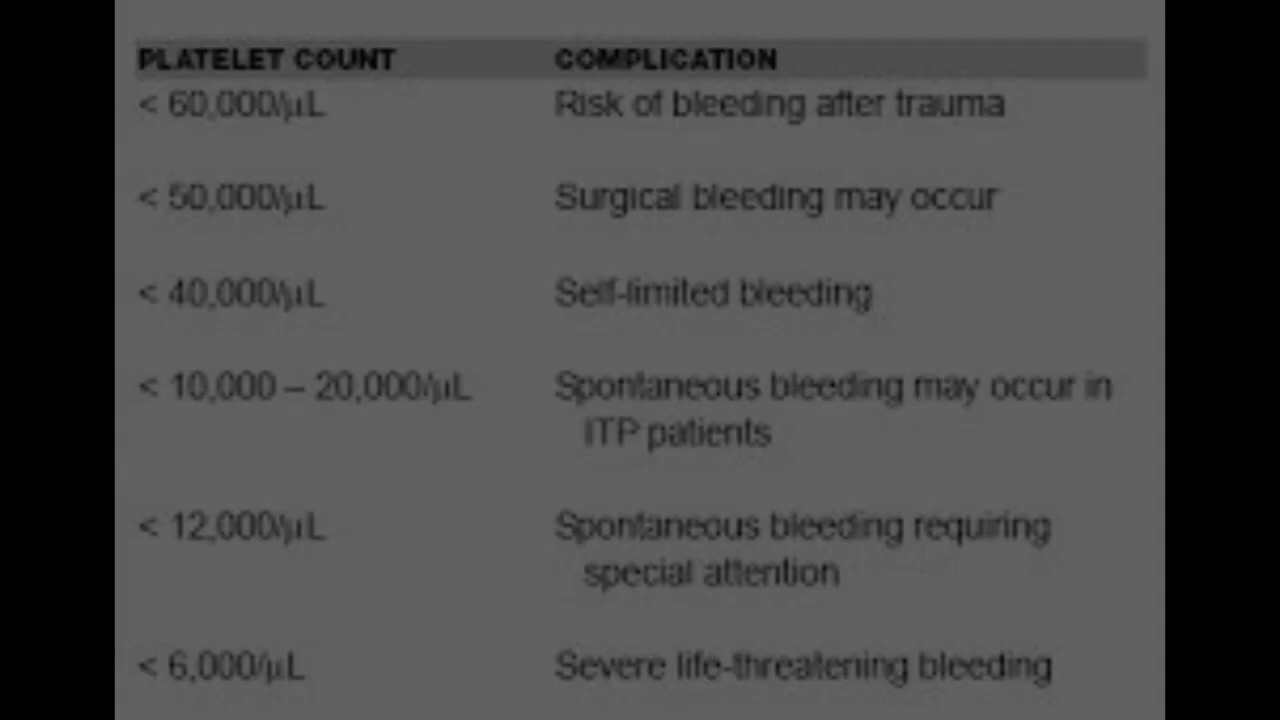 PLATELET COUNT COMPLICATION
< 60,000/µL Risk of bleeding after trauma
< 50,000/µL Surgical bleeding may occur
< 40,000/µL Self-limited bleeding
< 10,000 – 20,000/µL Spontaneous bleeding may occur in
ITP patients
< 12,000/µL Spontaneous bleeding requiring
special attention
< 6,000/µL Severe life-threatening bleeding